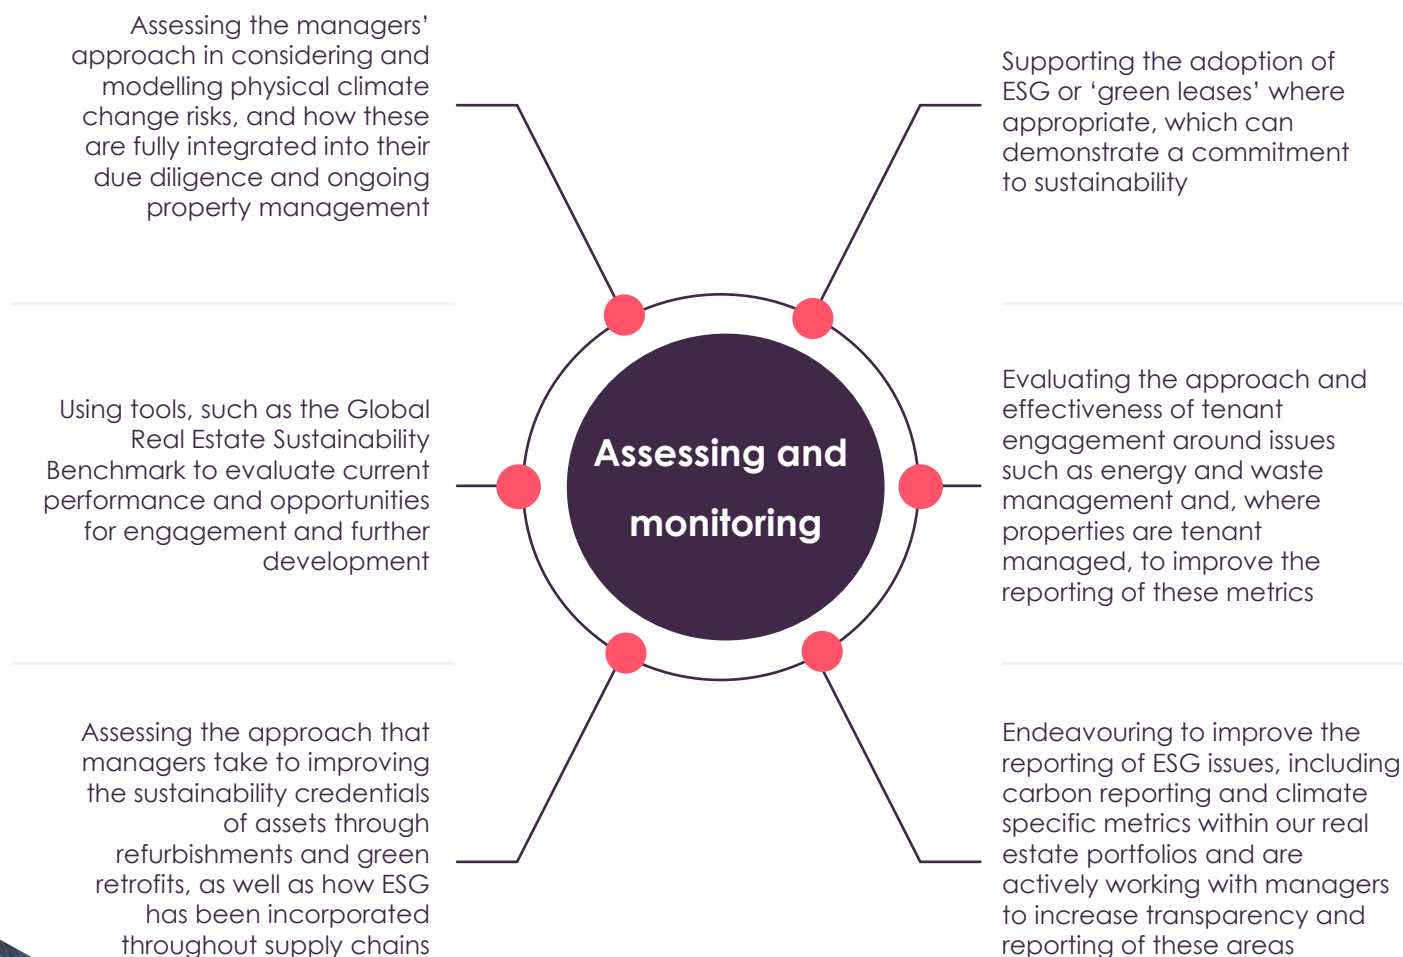 Assessing the managers’
approach in considering and
modelling physical climate
change risks, and how these
are fully integrated into their
due diligence and ongoing
property management
Using tools, such as the Global
Real Estate Sustainability
Benchmark to evaluate current
performance and opportunities
for engagement and further
development
Assessing the approach that
managers take to improving
the sustainability credentials
of assets through
refurbishments and green
retrofits, as well as how ESG
has been incorporated
throughout supply chains
Assessing and
monitoring
Supporting the adoption of
ESG or ‘green leases’ where
appropriate, which can
demonstrate a commitment
to sustainability
Evaluating the approach and
effectiveness of tenant
engagement around issues
such as energy and waste
management and, where
properties are tenant
managed, to improve the
reporting of these metrics
Endeavouring to improve the
reporting of ESG issues, including
carbon reporting and climate
specific metrics within our real
estate portfolios and are
actively working with managers
to increase transparency and
reporting of these areas